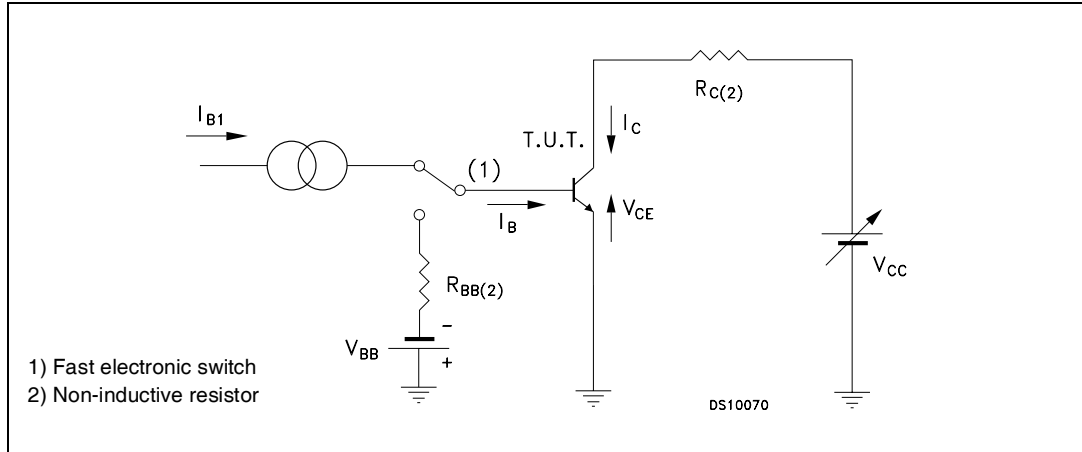 I_B1
R_C(2)
I_C
T.U.T.
(1)
I_B
V_CE
V_CC
R_BB(2)
-
V_BB
+
1) Fast electronic switch
2) Non-inductive resistor
DS10070